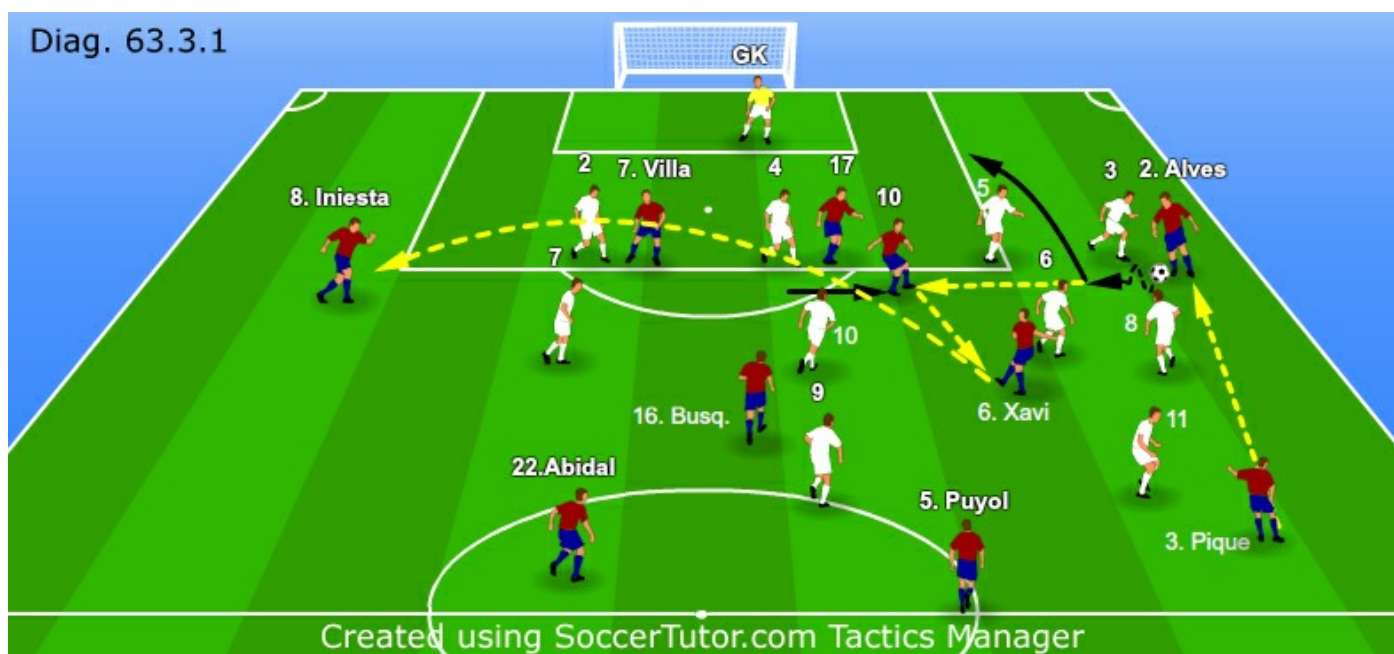 Diag. 63.3.1
GK
2
7. Villa
4
17
10
5
3
2. Alves
8. Iniesta
7
6
10
8
16. Busq.
9
6. Xavi
11
22.Abidal
5. Puyol
3. Pique
Created using SoccerTutor.com Tactics Manager